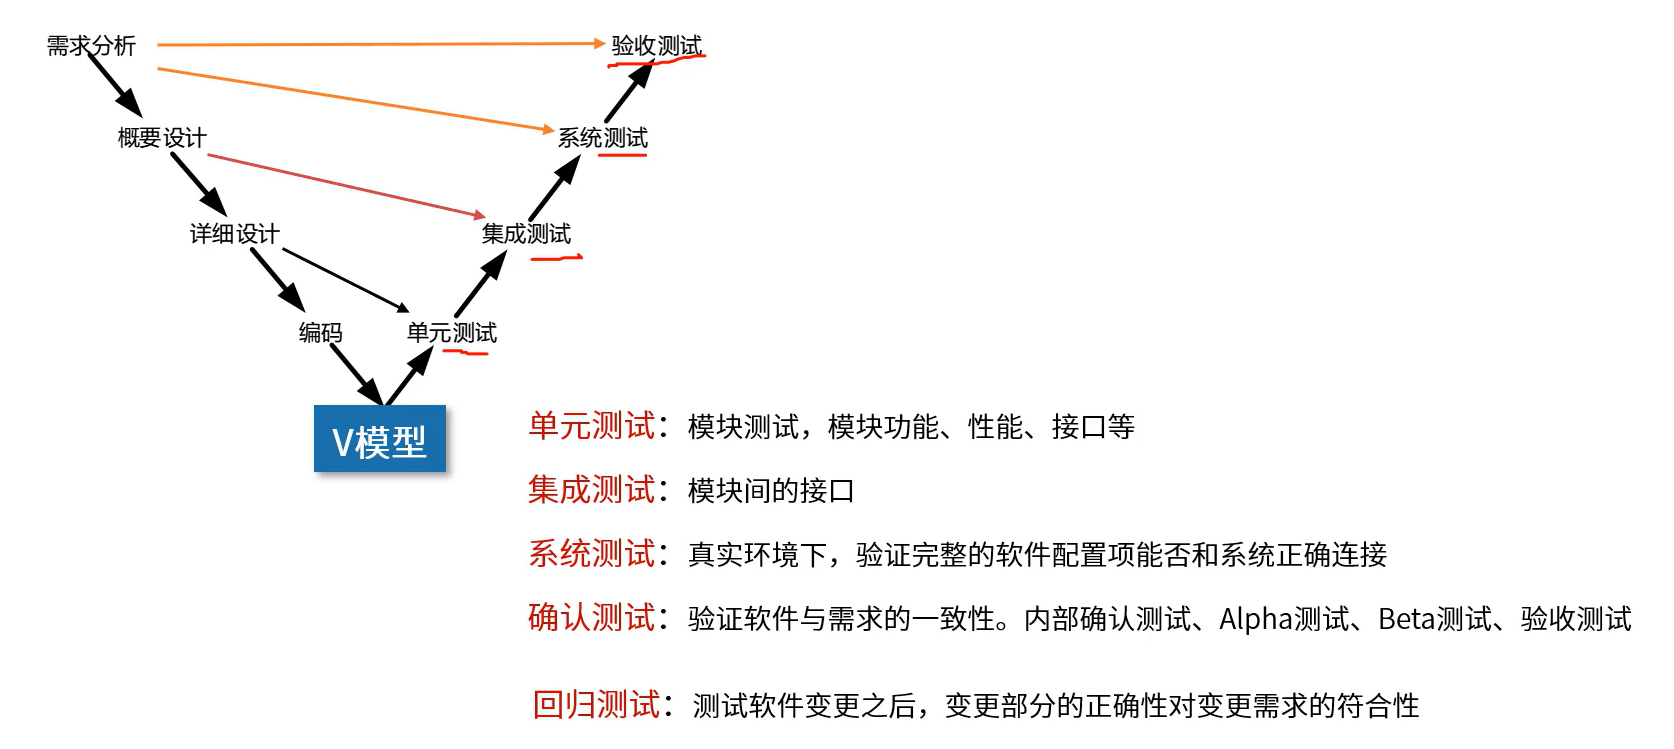 需求分析
验收测试
概要设计
系统测试
详细设计
集成测试
编码
单元测试
V模型
单元测试：模块测试，模块功能、性能、接口等
集成测试：模块间的接口
系统测试：真实环境下，验证完整的软件配置项能否和系统正确连接
确认测试：验证软件与需求的一致性。内部确认测试、Alpha测试、Beta测试、验收测试
回归测试：测试软件变更之后，变更部分的正确性对变更需求的符合性